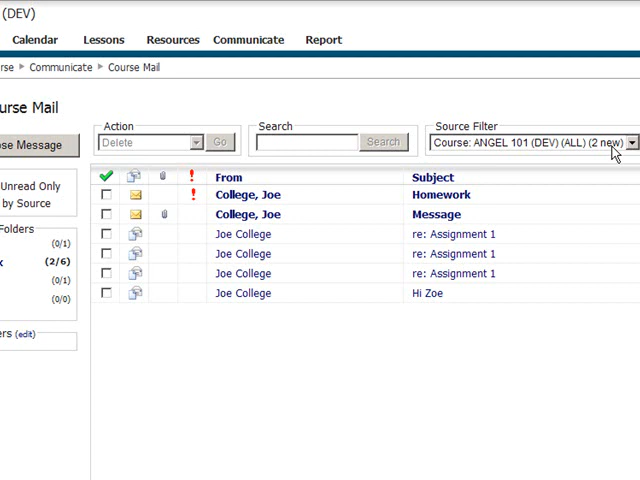 (DEV)
Calendar Lessons Resources Communicate Report
rse ▸ Communicate ▸ Course Mail
urse Mail
ose Message
Action
Delete
Go
Search
Search
Source Filter
Course: ANGEL 101 (DEV) (ALL) (2 new)
Unread Only
by Source
Folders
(0/1)
x (2/6)
(0/1)
(0/0)
ers (edit)
From Subject
! College, Joe Homework
College, Joe Message
Joe College re: Assignment 1
Joe College re: Assignment 1
Joe College re: Assignment 1
Joe College Hi Zoe